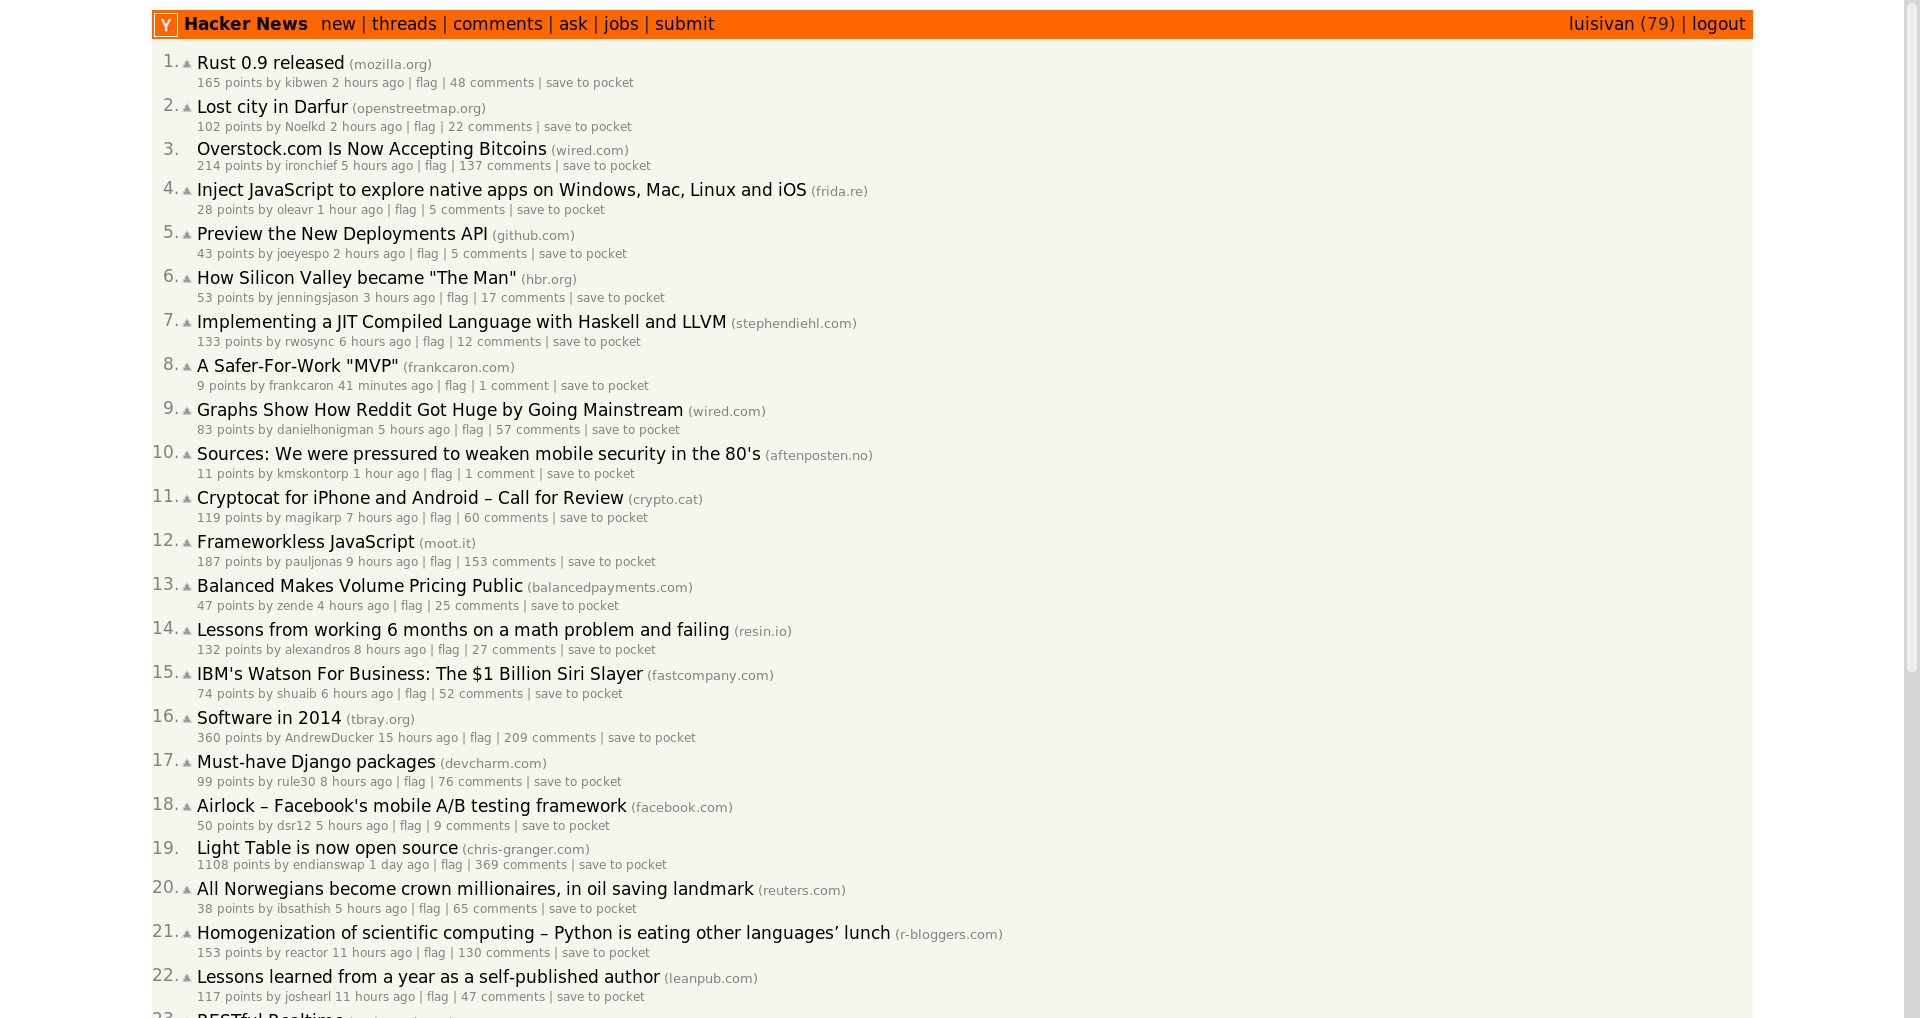 Y Hacker News new | threads | comments | ask | jobs | submit luisivan (79) | logout
1. Rust 0.9 released (mozilla.org)
165 points by kibwen 2 hours ago | flag | 48 comments | save to pocket
2. Lost city in Darfur (openstreetmap.org)
102 points by Noelkd 2 hours ago | flag | 22 comments | save to pocket
3. Overstock.com Is Now Accepting Bitcoins (wired.com)
214 points by ironchief 5 hours ago | flag | 137 comments | save to pocket
4. Inject JavaScript to explore native apps on Windows, Mac, Linux and iOS (frida.re)
28 points by oleavr 1 hour ago | flag | 5 comments | save to pocket
5. Preview the New Deployments API (github.com)
43 points by joeyespo 2 hours ago | flag | 5 comments | save to pocket
6. How Silicon Valley became "The Man" (hbr.org)
53 points by jenningsjason 3 hours ago | flag | 17 comments | save to pocket
7. Implementing a JIT Compiled Language with Haskell and LLVM (stephendiehl.com)
133 points by rwosync 6 hours ago | flag | 12 comments | save to pocket
8. A Safer-For-Work "MVP" (frankcaron.com)
9 points by frankcaron 41 minutes ago | flag | 1 comment | save to pocket
9. Graphs Show How Reddit Got Huge by Going Mainstream (wired.com)
83 points by danielhonigman 5 hours ago | flag | 57 comments | save to pocket
10. Sources: We were pressured to weaken mobile security in the 80's (aftenposten.no)
11 points by kmskontorp 1 hour ago | flag | 1 comment | save to pocket
11. Cryptocat for iPhone and Android – Call for Review (crypto.cat)
119 points by magikarp 7 hours ago | flag | 60 comments | save to pocket
12. Frameworkless JavaScript (moot.it)
187 points by pauljonas 9 hours ago | flag | 153 comments | save to pocket
13. Balanced Makes Volume Pricing Public (balancedpayments.com)
47 points by zende 4 hours ago | flag | 25 comments | save to pocket
14. Lessons from working 6 months on a math problem and failing (resin.io)
132 points by alexandros 8 hours ago | flag | 27 comments | save to pocket
15. IBM's Watson For Business: The $1 Billion Siri Slayer (fastcompany.com)
74 points by shuaib 6 hours ago | flag | 52 comments | save to pocket
16. Software in 2014 (tbray.org)
360 points by AndrewDucker 15 hours ago | flag | 209 comments | save to pocket
17. Must-have Django packages (devcharm.com)
99 points by rule30 8 hours ago | flag | 76 comments | save to pocket
18. Airlock – Facebook's mobile A/B testing framework (facebook.com)
50 points by dsr12 5 hours ago | flag | 9 comments | save to pocket
19. Light Table is now open source (chris-granger.com)
1108 points by endianswap 1 day ago | flag | 369 comments | save to pocket
20. All Norwegians become crown millionaires, in oil saving landmark (reuters.com)
38 points by ibsathish 5 hours ago | flag | 65 comments | save to pocket
21. Homogenization of scientific computing – Python is eating other languages’ lunch (r-bloggers.com)
153 points by reactor 11 hours ago | flag | 130 comments | save to pocket
22. Lessons learned from a year as a self-published author (leanpub.com)
117 points by joshearl 11 hours ago | flag | 47 comments | save to pocket
23. RESTful Realtime